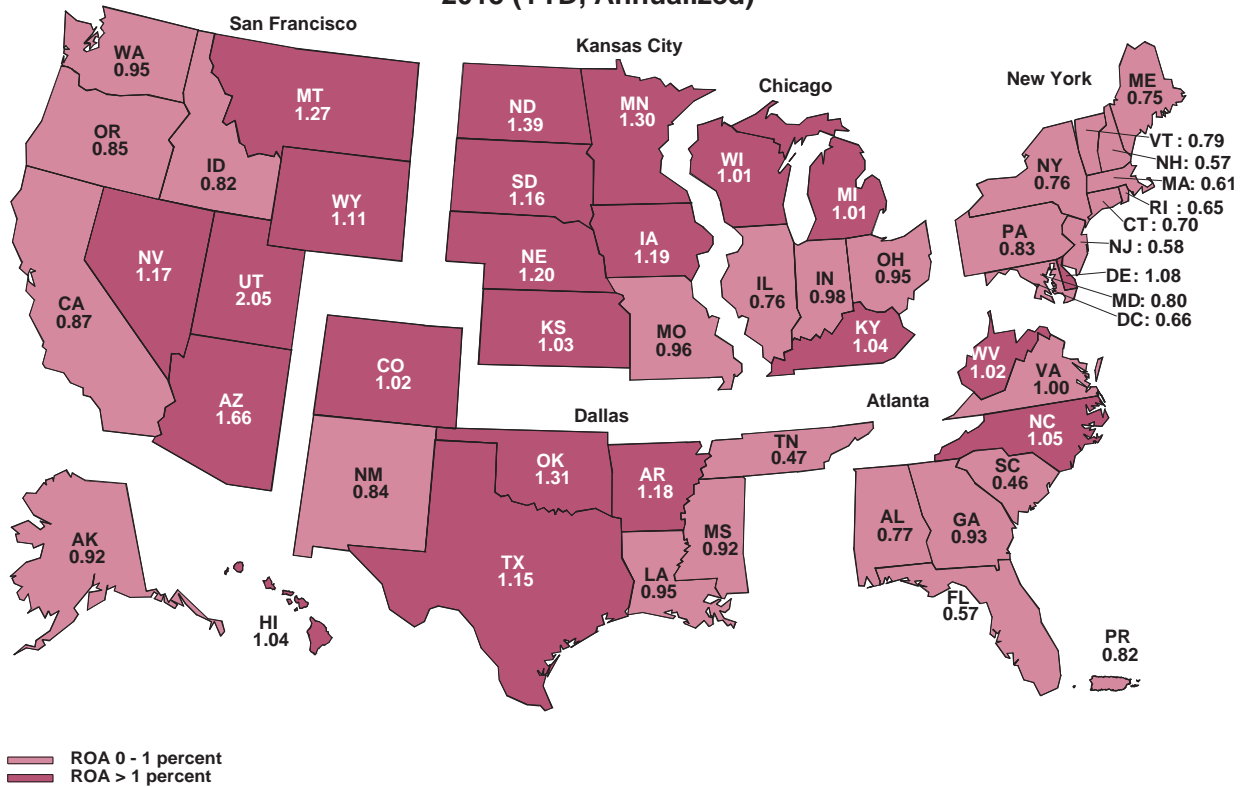 San Francisco
Kansas City
Chicago
New York
WA
0.95
OR
0.85
ID
0.82
MT
1.27
WY
1.11
NV
1.17
UT
2.05
CA
0.87
AZ
1.66
ND
1.39
MN
1.30
SD
1.16
NE
1.20
IA
1.19
KS
1.03
MO
0.96
CO
1.02
WI
1.01
MI
1.01
IL
0.76
IN
0.98
OH
0.95
KY
1.04
ME
0.75
NY
0.76
PA
0.83
VT : 0.79
NH: 0.57
MA: 0.61
RI : 0.65
CT : 0.70
NJ : 0.58
DE: 1.08
MD: 0.80
DC: 0.66
WV
1.02
VA
1.00
NC
1.05
SC
0.46
Dallas
Atlanta
TN
0.47
NM
0.84
OK
1.31
AR
1.18
TX
1.15
LA
0.95
MS
0.92
AL
0.77
GA
0.93
FL
0.57
AK
0.92
HI
1.04
PR
0.82
ROA 0 - 1 percent
ROA > 1 percent